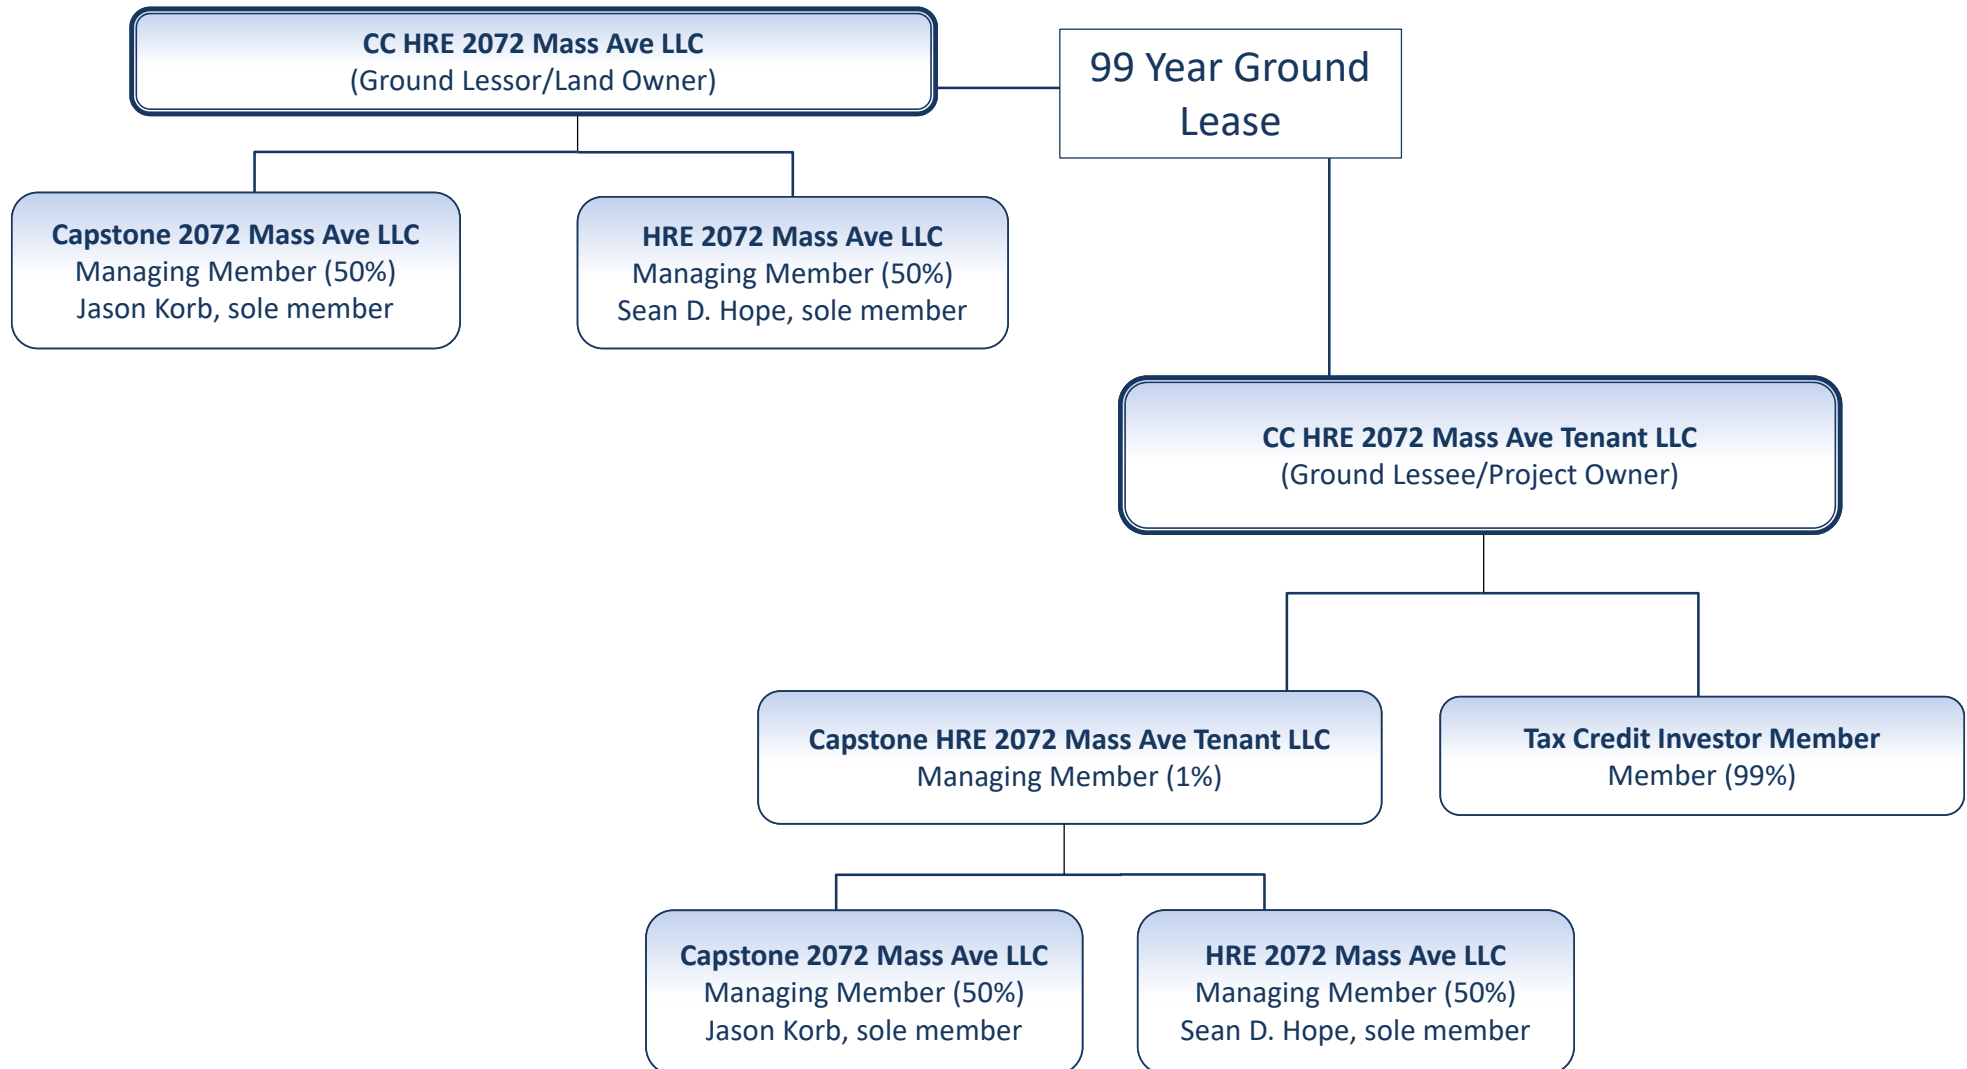 CC HRE 2072 Mass Ave LLC
(Ground Lessor/Land Owner)
99 Year Ground
Lease
Capstone 2072 Mass Ave LLC
Managing Member (50%)
Jason Korb, sole member
HRE 2072 Mass Ave LLC
Managing Member (50%)
Sean D. Hope, sole member
CC HRE 2072 Mass Ave Tenant LLC
(Ground Lessee/Project Owner)
Capstone HRE 2072 Mass Ave Tenant LLC
Managing Member (1%)
Tax Credit Investor Member
Member (99%)
Capstone 2072 Mass Ave LLC
Managing Member (50%)
Jason Korb, sole member
HRE 2072 Mass Ave LLC
Managing Member (50%)
Sean D. Hope, sole member